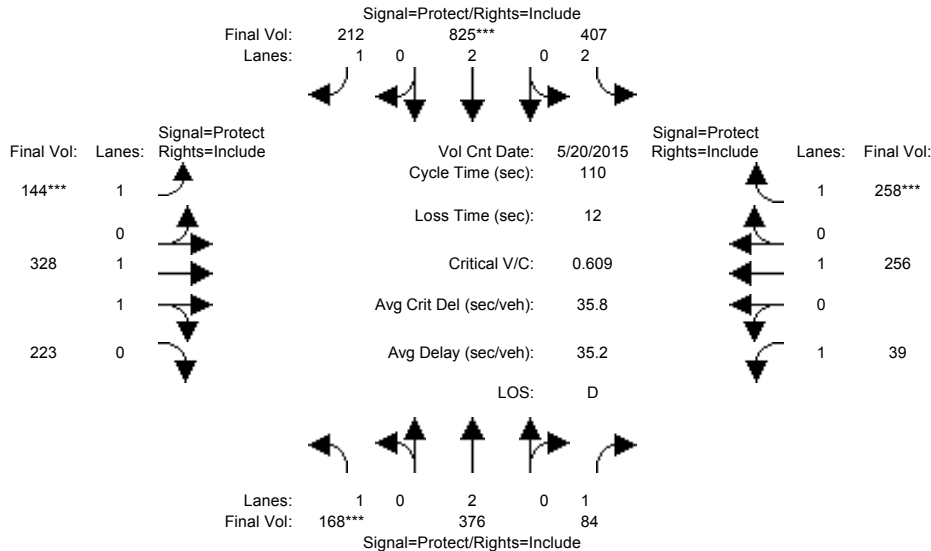 Signal=Protect/Rights=Include
Final Vol: 212 825*** 407
Lanes: 1 0 2 0 2
Signal=Protect Signal=Protect
Final Vol: Lanes: Rights=Include Vol Cnt Date: 5/20/2015 Rights=Include Lanes: Final Vol:
Cycle Time (sec): 110
144*** 1 1 258***
Loss Time (sec): 12
0 0
328 1 Critical V/C: 0.609 1 256
1 Avg Crit Del (sec/veh): 35.8 0
223 0 Avg Delay (sec/veh): 35.2 1 39
LOS: D
Lanes: 1 0 2 0 1
Final Vol: 168*** 376 84
Signal=Protect/Rights=Include